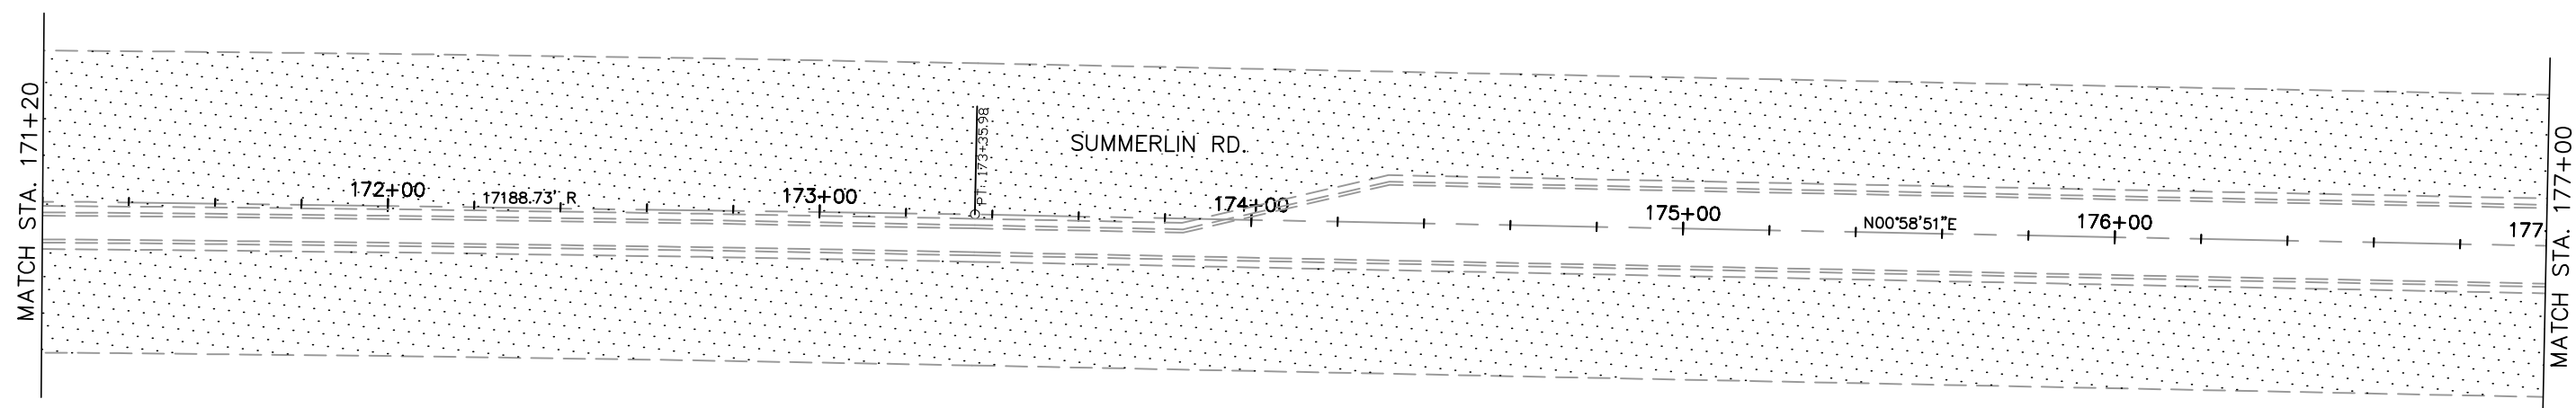 MATCH STA. 171+20
172+00
17188.73' R
173+00
PT 173+35.98
SUMMERLIN RD.
174+00
175+00
N00°58'51"E
176+00
177
MATCH STA. 177+00